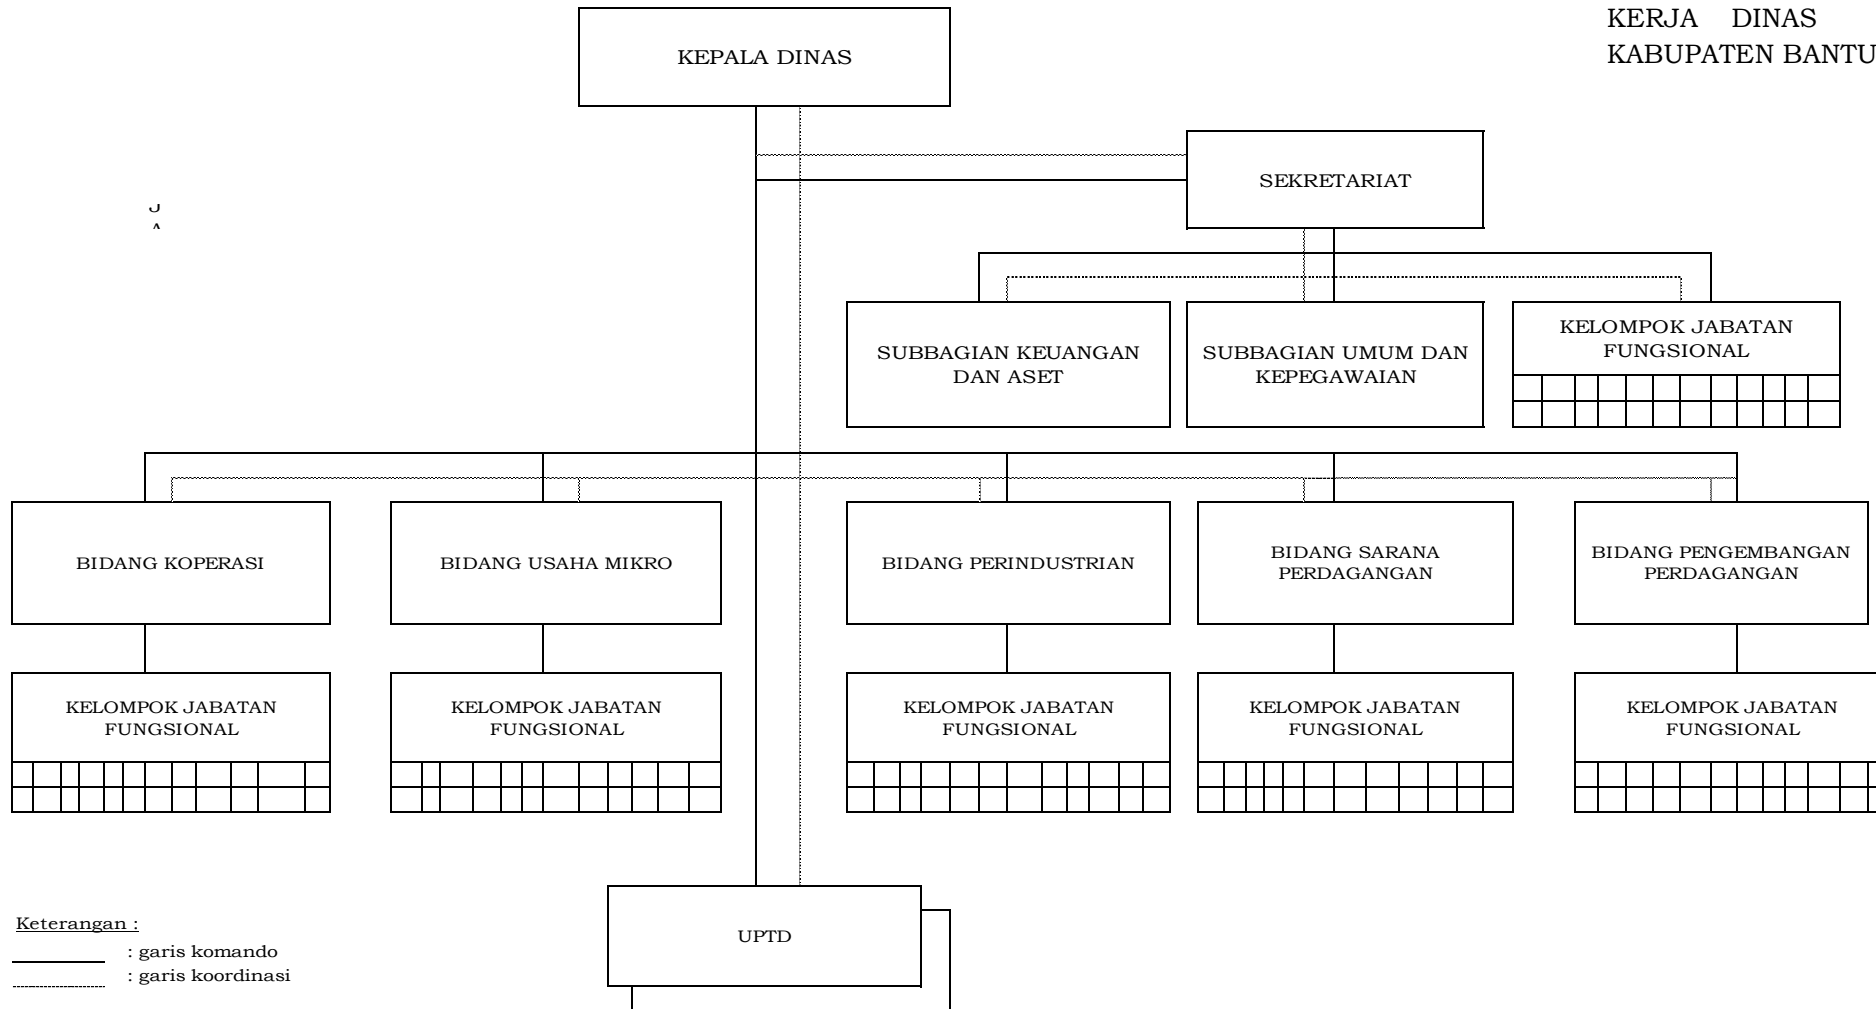 KERJA DINAS
KABUPATEN BANTU
KEPALA DINAS
SEKRETARIAT
SUBBAGIAN KEUANGAN
DAN ASET
SUBBAGIAN UMUM DAN
KEPEGAWAIAN
KELOMPOK JABATAN
FUNGSIONAL
BIDANG KOPERASI
BIDANG USAHA MIKRO
BIDANG PERINDUSTRIAN
BIDANG SARANA
PERDAGANGAN
BIDANG PENGEMBANGAN
PERDAGANGAN
KELOMPOK JABATAN
FUNGSIONAL
KELOMPOK JABATAN
FUNGSIONAL
KELOMPOK JABATAN
FUNGSIONAL
KELOMPOK JABATAN
FUNGSIONAL
KELOMPOK JABATAN
FUNGSIONAL
UPTD
Keterangan :
: garis komando
: garis koordinasi